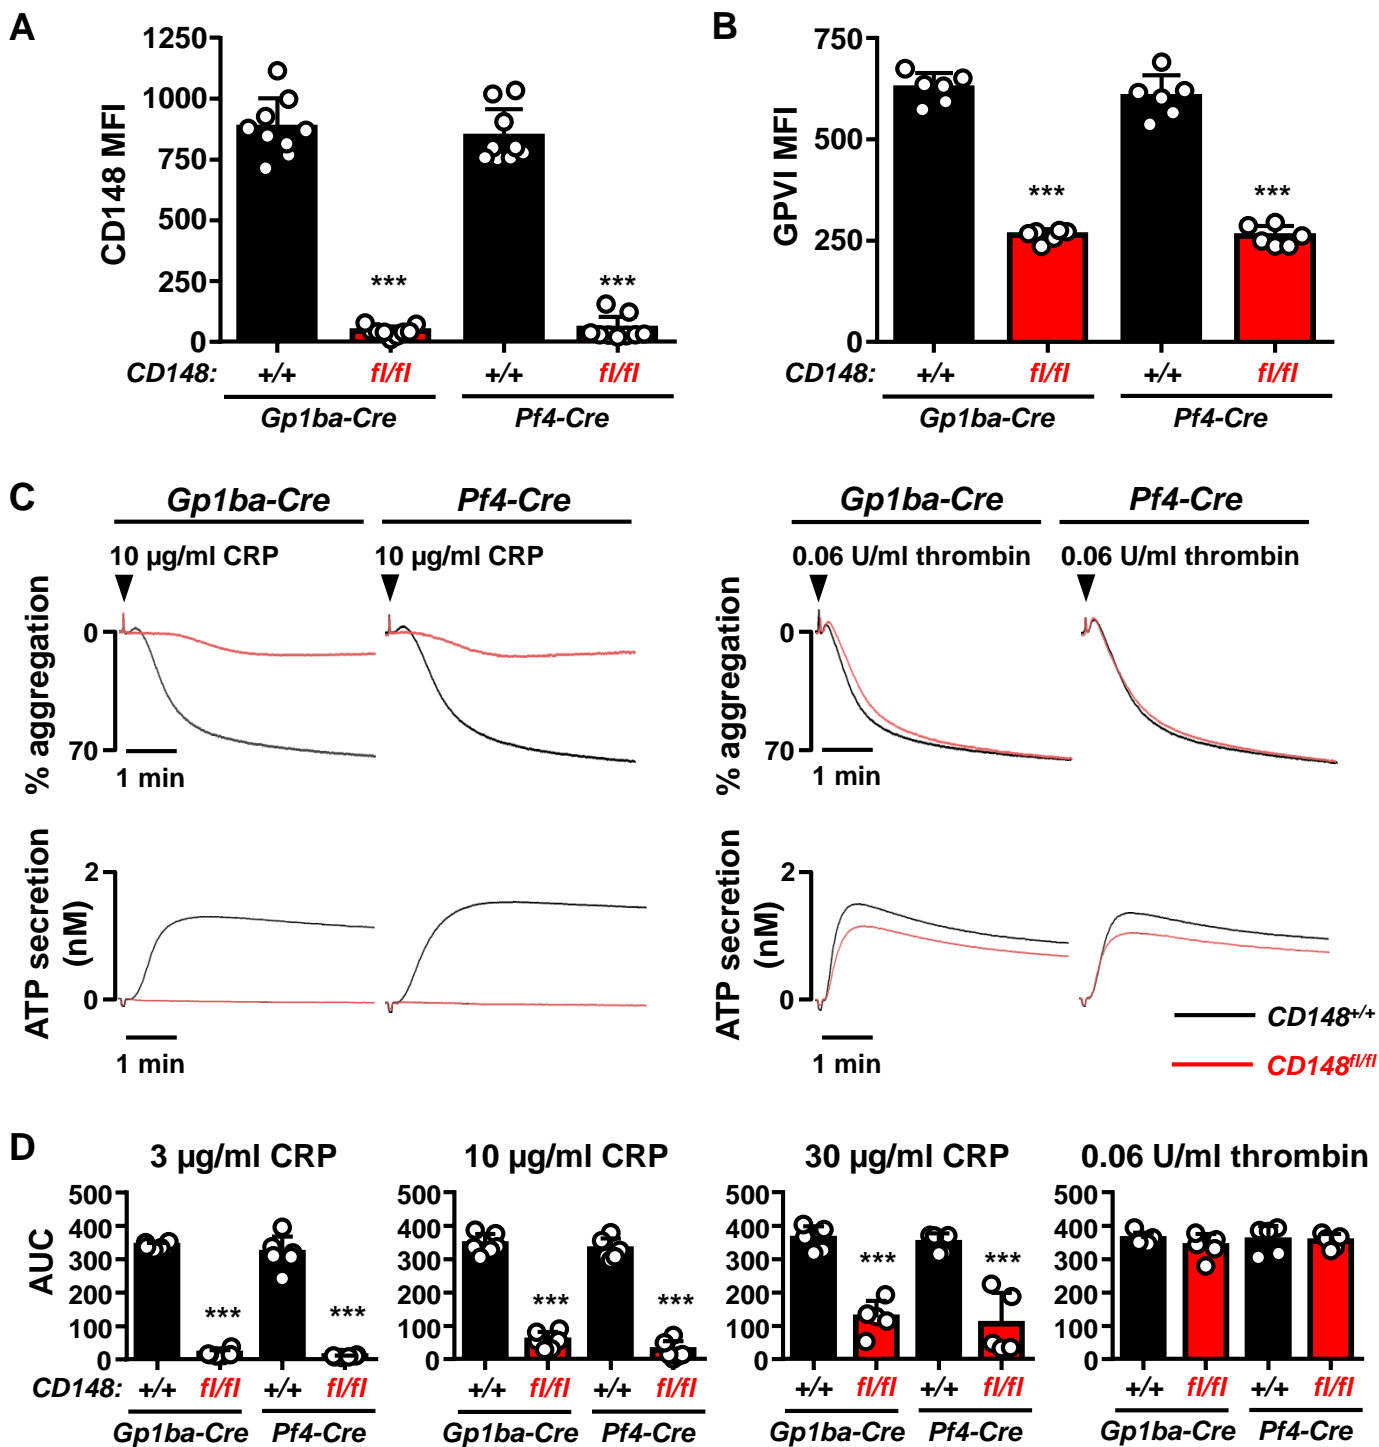 A
1250
1000
750
500
250
0
CD148 MFI
***
***
CD148: +/+ fl/fl +/+ fl/fl
Gp1ba-Cre Pf4-Cre
B
750
500
250
0
GPVI MFI
***
***
CD148: +/+ fl/fl +/+ fl/fl
Gp1ba-Cre Pf4-Cre
C
Gp1ba-Cre Pf4-Cre
10 µg/ml CRP 10 µg/ml CRP
% aggregation
0
70
1 min
ATP secretion
(nM)
2
1
0
1 min
Gp1ba-Cre Pf4-Cre
0.06 U/ml thrombin 0.06 U/ml thrombin
% aggregation
0
70
1 min
ATP secretion
(nM)
2
1
0
1 min
CD148+/+
CD148fl/fl
D
3 µg/ml CRP
AUC
500
400
300
200
100
0
***
***
CD148: +/+ fl/fl +/+ fl/fl
Gp1ba-Cre Pf4-Cre
10 µg/ml CRP
500
400
300
200
100
0
***
***
+/+ fl/fl +/+ fl/fl
Gp1ba-Cre Pf4-Cre
30 µg/ml CRP
500
400
300
200
100
0
***
***
+/+ fl/fl +/+ fl/fl
Gp1ba-Cre Pf4-Cre
0.06 U/ml thrombin
500
400
300
200
100
0
+/+ fl/fl +/+ fl/fl
Gp1ba-Cre Pf4-Cre